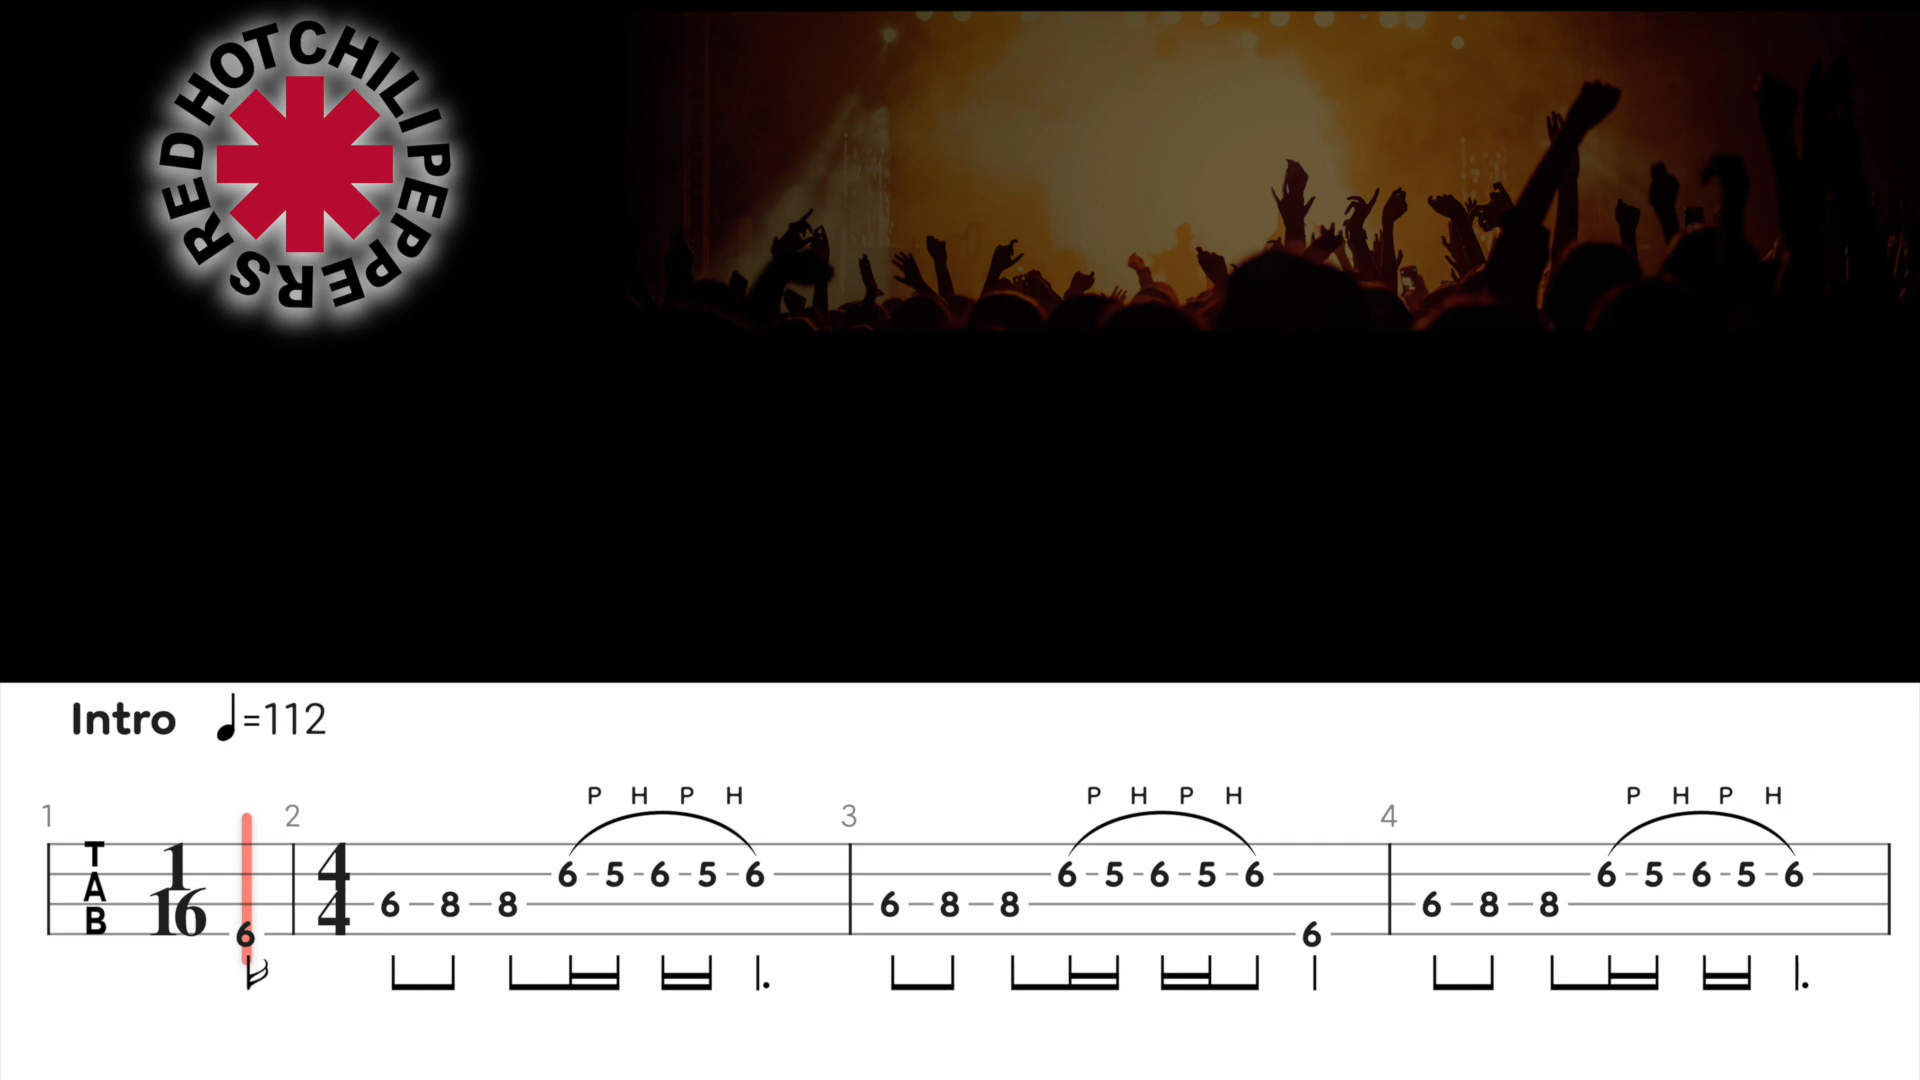 RED HOT CHILI PEPPERS
Intro ♩=112
P H P H P H P H P H P H
1 2 3 4
T A B
1 16
4 4
6 5 6 5 6 6 5 6 5 6 6 5 6 5 6
6 8 8 6 8 8 6 8 8
6 6